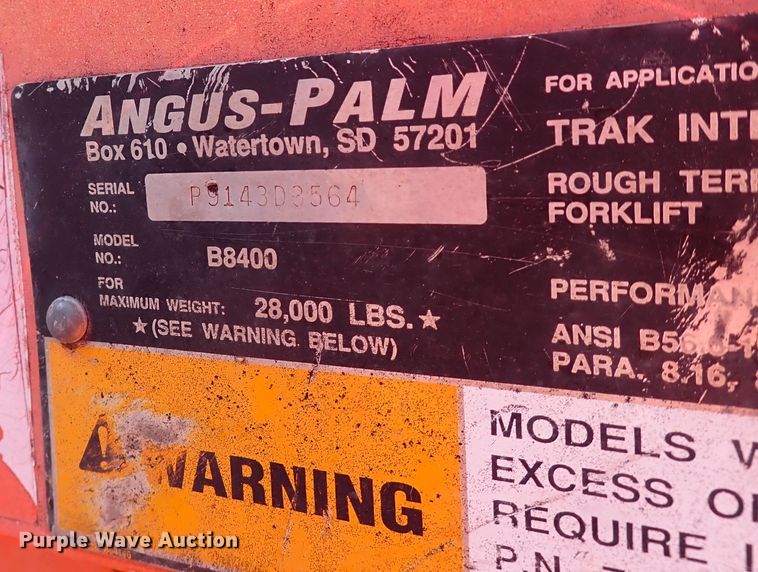 ANGUS-PALM
Box 610 • Watertown, SD 57201
SERIAL NO.: P9143D3564
MODEL NO.: B8400
FOR MAXIMUM WEIGHT: 28,000 LBS.★
★(SEE WARNING BELOW)
FOR APPLICATIO
TRAK INT
ROUGH TER
FORKLIFT
PERFORMAN
ANSI
PARA. 8.16,
WARNING
MODELS
EXCESS O
REQUIRE
P.N.
Purple Wave Auction